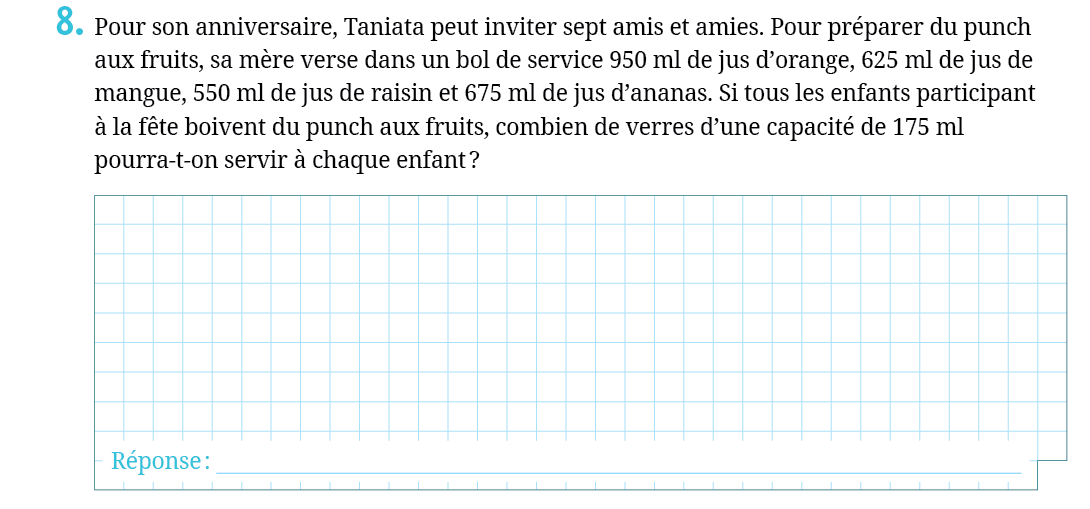 8. Pour son anniversaire, Taniata peut inviter sept amis et amies. Pour préparer du punch
aux fruits, sa mère verse dans un bol de service 950 ml de jus d’orange, 625 ml de jus de
mangue, 550 ml de jus de raisin et 675 ml de jus d’ananas. Si tous les enfants participant
à la fête boivent du punch aux fruits, combien de verres d’une capacité de 175 ml
pourra-t-on servir à chaque enfant ?
Réponse :